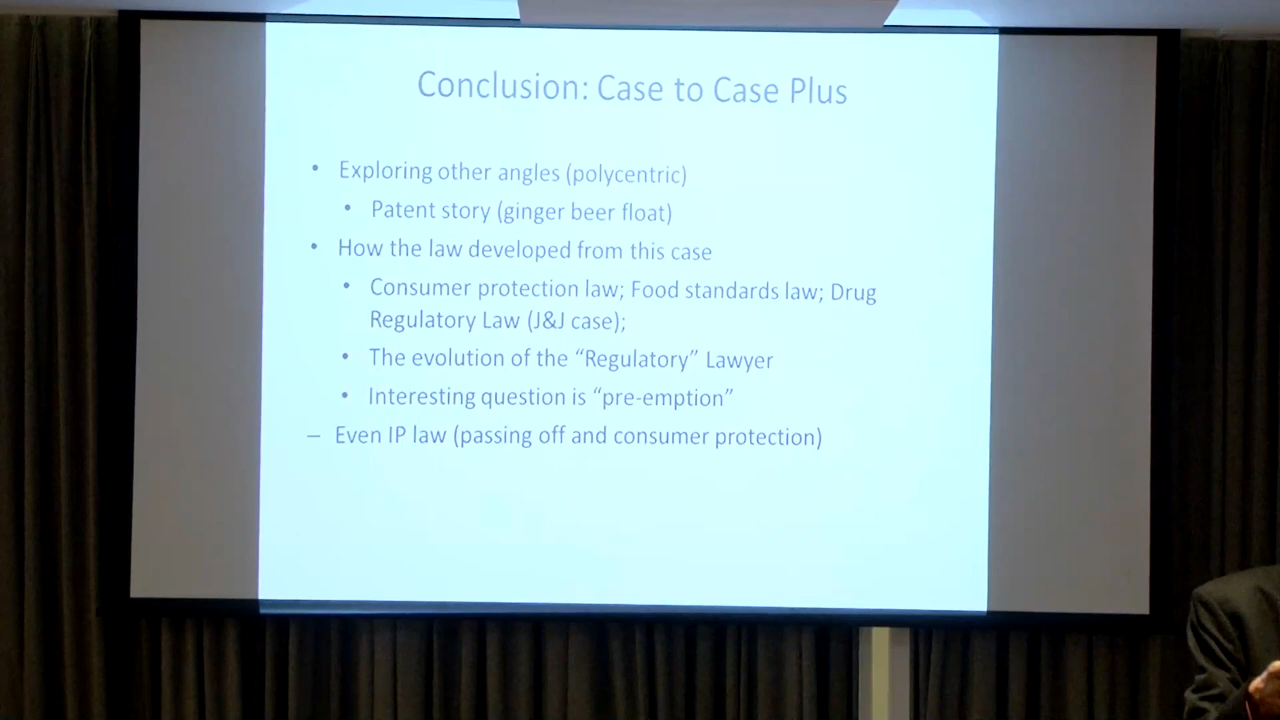 Conclusion: Case to Case Plus
• Exploring other angles (polycentric)
• Patent story (ginger beer float)
• How the law developed from this case
• Consumer protection law; Food standards law; Drug
Regulatory Law (J&J case);
• The evolution of the “Regulatory” Lawyer
• Interesting question is “pre-emption”
– Even IP law (passing off and consumer protection)